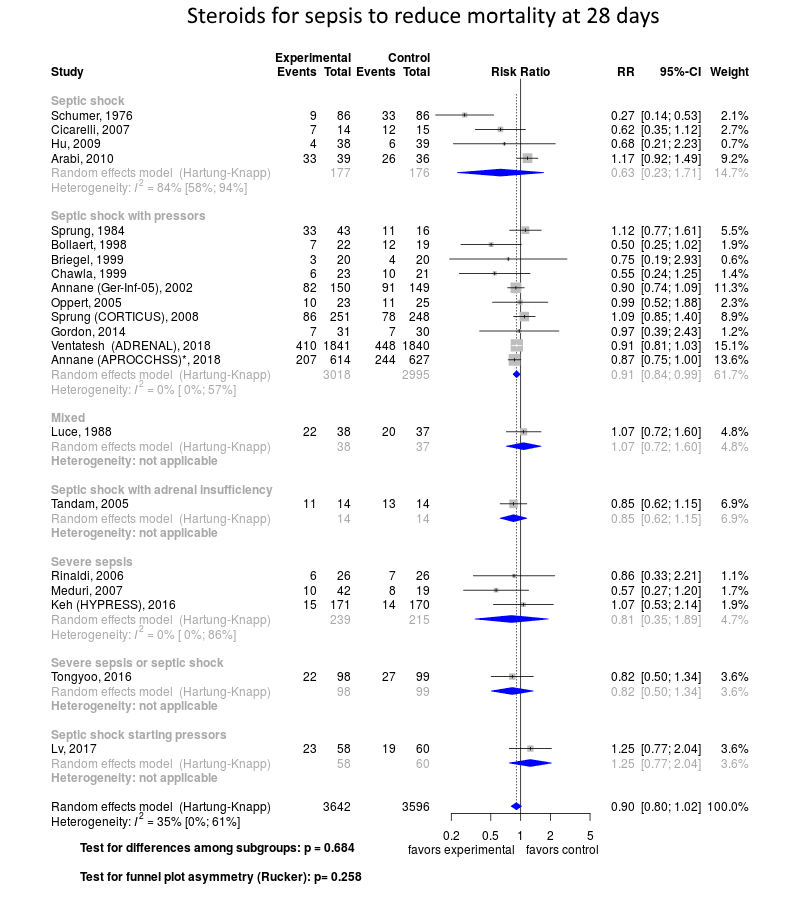 Steroids for sepsis to reduce mortality at 28 days
Experimental Control
Study Events Total Events Total Risk Ratio RR 95%-CI Weight
Septic shock
Schumer, 1976 9 86 33 86 0.27 [0.14; 0.53] 2.1%
Cicarelli, 2007 7 14 12 15 0.62 [0.35; 1.12] 2.7%
Hu, 2009 4 38 6 39 0.68 [0.21; 2.23] 0.7%
Arabi, 2010 33 39 26 36 1.17 [0.92; 1.49] 9.2%
Random effects model (Hartung-Knapp) 177 176 0.63 [0.23; 1.71] 14.7%
Heterogeneity: I² = 84% [58%; 94%]
Septic shock with pressors
Sprung, 1984 33 43 11 16 1.12 [0.77; 1.61] 5.5%
Bollaert, 1998 7 22 12 19 0.50 [0.25; 1.02] 1.9%
Briegel, 1999 3 20 4 20 0.75 [0.19; 2.93] 0.6%
Chawla, 1999 6 23 10 21 0.55 [0.24; 1.25] 1.4%
Annane (Ger-Inf-05), 2002 82 150 91 149 0.90 [0.74; 1.09] 11.3%
Oppert, 2005 10 23 11 25 0.99 [0.52; 1.88] 2.3%
Sprung (CORTICUS), 2008 86 251 78 248 1.09 [0.85; 1.40] 8.9%
Gordon, 2014 7 31 7 30 0.97 [0.39; 2.43] 1.2%
Ventatesh (ADRENAL), 2018 410 1841 448 1840 0.91 [0.81; 1.03] 15.1%
Annane (APROCCHSS)*, 2018 207 614 244 627 0.87 [0.75; 1.00] 13.6%
Random effects model (Hartung-Knapp) 3018 2995 0.91 [0.84; 0.99] 61.7%
Heterogeneity: I² = 0% [ 0%; 57%]
Mixed
Luce, 1988 22 38 20 37 1.07 [0.72; 1.60] 4.8%
Random effects model (Hartung-Knapp) 38 37 1.07 [0.72; 1.60] 4.8%
Heterogeneity: not applicable
Septic shock with adrenal insufficiency
Tandam, 2005 11 14 13 14 0.85 [0.62; 1.15] 6.9%
Random effects model (Hartung-Knapp) 14 14 0.85 [0.62; 1.15] 6.9%
Heterogeneity: not applicable
Severe sepsis
Rinaldi, 2006 6 26 7 26 0.86 [0.33; 2.21] 1.1%
Meduri, 2007 10 42 8 19 0.57 [0.27; 1.20] 1.7%
Keh (HYPRESS), 2016 15 171 14 170 1.07 [0.53; 2.14] 1.9%
Random effects model (Hartung-Knapp) 239 215 0.81 [0.35; 1.89] 4.7%
Heterogeneity: I² = 0% [ 0%; 86%]
Severe sepsis or septic shock
Tongyoo, 2016 22 98 27 99 0.82 [0.50; 1.34] 3.6%
Random effects model (Hartung-Knapp) 98 99 0.82 [0.50; 1.34] 3.6%
Heterogeneity: not applicable
Septic shock starting pressors
Lv, 2017 23 58 19 60 1.25 [0.77; 2.04] 3.6%
Random effects model (Hartung-Knapp) 58 60 1.25 [0.77; 2.04] 3.6%
Heterogeneity: not applicable
Random effects model (Hartung-Knapp) 3642 3596 0.90 [0.80; 1.02] 100.0%
Heterogeneity: I² = 35% [0%; 61%]
0.2 0.5 1 2 5
Test for differences among subgroups: p = 0.684 favors experimental favors control
Test for funnel plot asymmetry (Rucker): p= 0.258